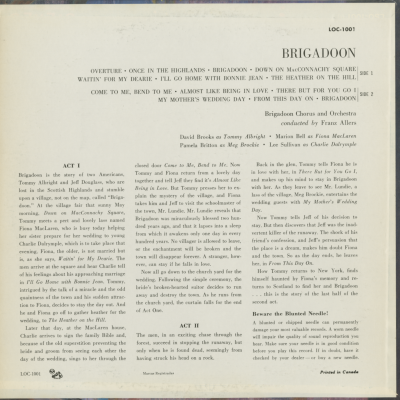 LOC-1001
BRIGADOON
OVERTURE • ONCE IN THE HIGHLANDS • BRIGADOON • DOWN ON MacCONNACHY SQUARE
WAITIN' FOR MY DEARIE • I'LL GO HOME WITH BONNIE JEAN • THE HEATHER ON THE HILL
SIDE 1
COME TO ME, BEND TO ME • ALMOST LIKE BEING IN LOVE • THERE BUT FOR YOU GO I
MY MOTHER'S WEDDING DAY • FROM THIS DAY ON • BRIGADOON
SIDE 2
Brigadoon Chorus and Orchestra
conducted by Franz Allers
David Brooks as Tommy Albright • Marion Bell as Fiona MacLaren
Pamela Britton as Meg Brockie • Lee Sullivan as Charlie Dalrymple
ACT I
Brigadoon is the story of two Americans,
Tommy Albright and Jeff Douglas, who are
lost in the Scottish Highlands and stumble
upon a village, not on the map, called "Briga-
doon." At the village fair that sunny May
morning, Down on MacConnachy Square,
Tommy meets a pert and lovely lass named
Fiona MacLaren, who is busy today helping
her sister prepare for her wedding to young
Charlie Dalrymple, which is to take place that
evening. Fiona, the older, is not married for
is, as she says, Waitin' for My Dearie. The
men arrive at the square and hear Charlie tell
of his feelings about his approaching marriage
in I'll Go Home with Bonnie Jean. Tommy,
intrigued by the talk of a miracle and the odd
quaintness of the town and his sudden attrac-
tion to Fiona, decides to stay the day out. And
he and Fiona go off to gather heather for the
wedding, in The Heather on the Hill.
Later that day, at the MacLaren house,
Charlie arrives to sign the family Bible and,
because of the old superstition preventing the
bride and groom from seeing each other the
day of the wedding, sings to her through the
closed door Come to Me, Bend to Me. Now
Tommy and Fiona return from a lovely day
together and tell Jeff they find it's Almost Like
Being in Love. But Tommy presses her to ex-
plain the mystery of the village, and Fiona
takes him and Jeff to visit the schoolmaster of
the town, Mr. Lundie. Mr. Lundie reveals that
Brigadoon was miraculously blessed two hun-
dred years ago, and that it lapses into a sleep
from which it awakens only one day in every
hundred years. No villager is allowed to leave,
or the enchantment will be broken and the
town will disappear forever. A stranger, how-
ever, can stay if he falls in love.
Now all go down to the church yard for the
wedding. Following the simple ceremony, the
bride's broken-hearted suitor decides to run
away and destroy the town. As he runs from
the church yard, the curtain falls for the end
of Act One.
ACT II
The men, in an exciting chase through the
forest, succeed in stopping the runaway, but
only when he is found dead, seemingly from
having struck his head on a rock.
Back in the glen, Tommy tells Fiona he is
in love with her, in There But for You Go I,
and makes up his mind to stay in Brigadoon
with her. As they leave to see Mr. Lundie, a
lass of the village, Meg Brockie, entertains the
wedding guests with My Mother's Wedding
Day.
Now Tommy tells Jeff of his decision to
stay. But then discovers that Jeff was the inad-
vertent killer of the runaway. The shock of his
friend's confession, and Jeff's persuasion that
the place is a dream, makes him doubt Fiona
and the town. So as the day ends, he leaves
her, to From This Day On.
Now Tommy returns to New York, finds
himself haunted by Fiona's memory and re-
turns to Scotland to find her and Brigadoon
. . . this is the story of the last half of the
second act.
Beware the Blunted Needle!
A blunted or chipped needle can permanently
damage your most valuable records. A worn needle
will impair the quality of sound reproduction you
hear. Make sure your needle is in good condition
before you play this record. If in doubt, have it
checked by your dealer—or buy a new needle.
LOC-1001
Printed in Canada